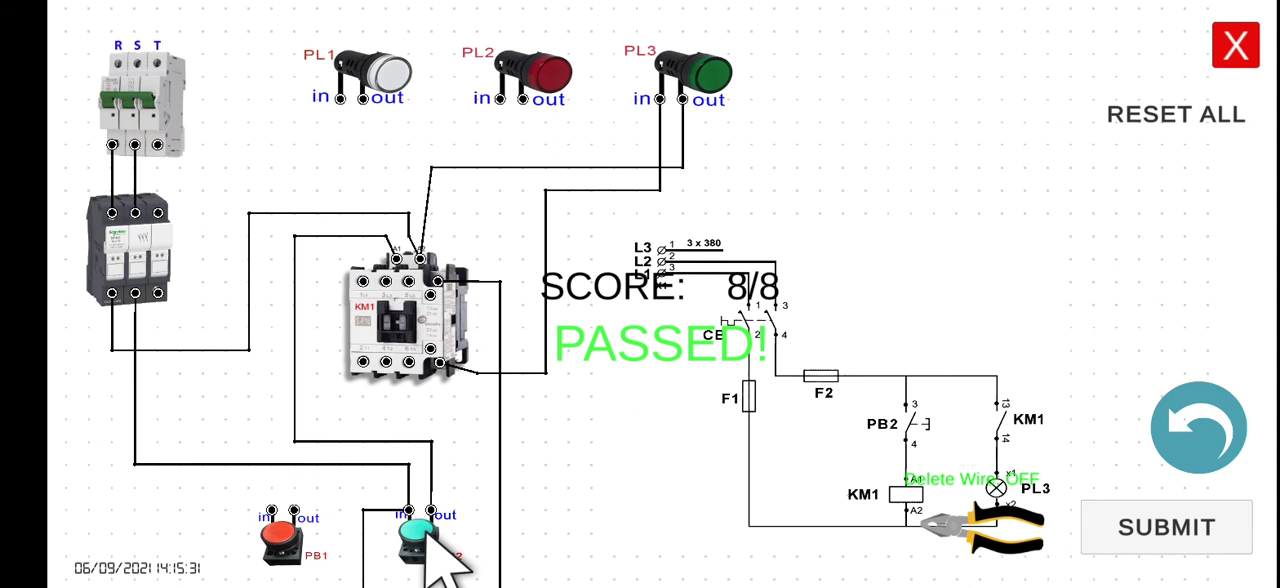 R S T
PL1
in
out
PL2
in
out
PL3
in
out
X
RESET ALL
A1
KM1
L3 1 3 x 380
L2 2
L1 3
SCORE: 8/8
PASSED!
1
3
CB
2
4
F1
F2
3
PB2
4
13
KM1
14
x1
Delete Wire: OFF
KM1
PL3
A2
x2
SUBMIT
in
out
PB1
in
out
2
06/09/2021 14:15:31